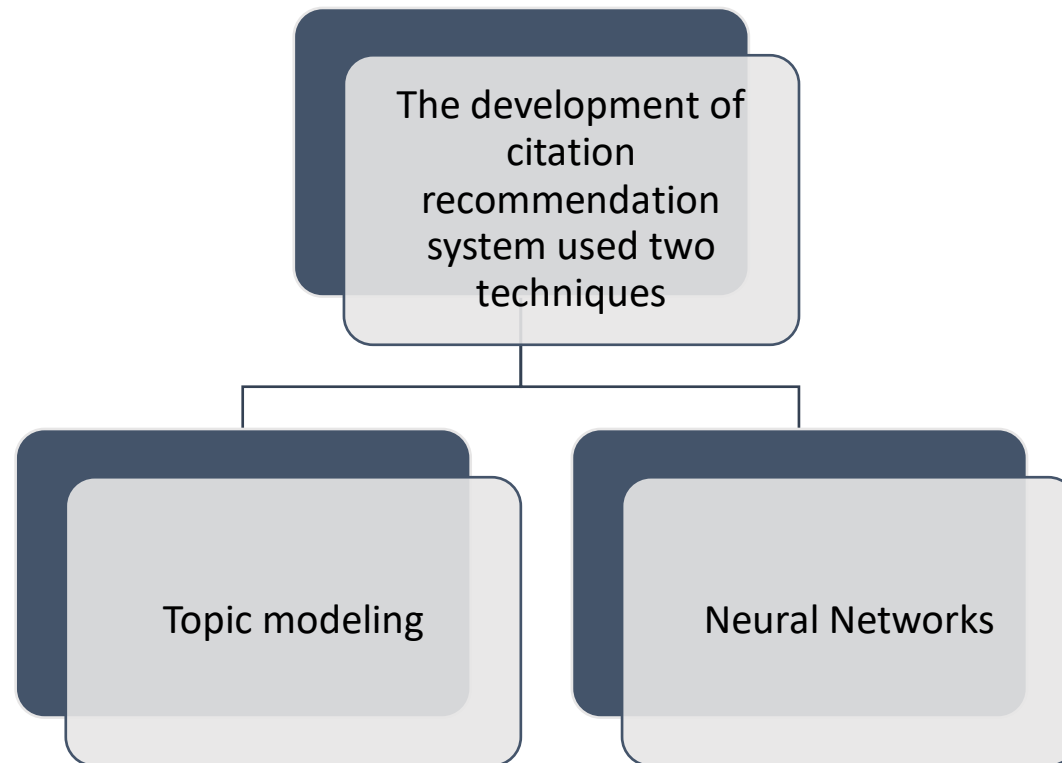 The development of
citation
recommendation
system used two
techniques
Topic modeling
Neural Networks